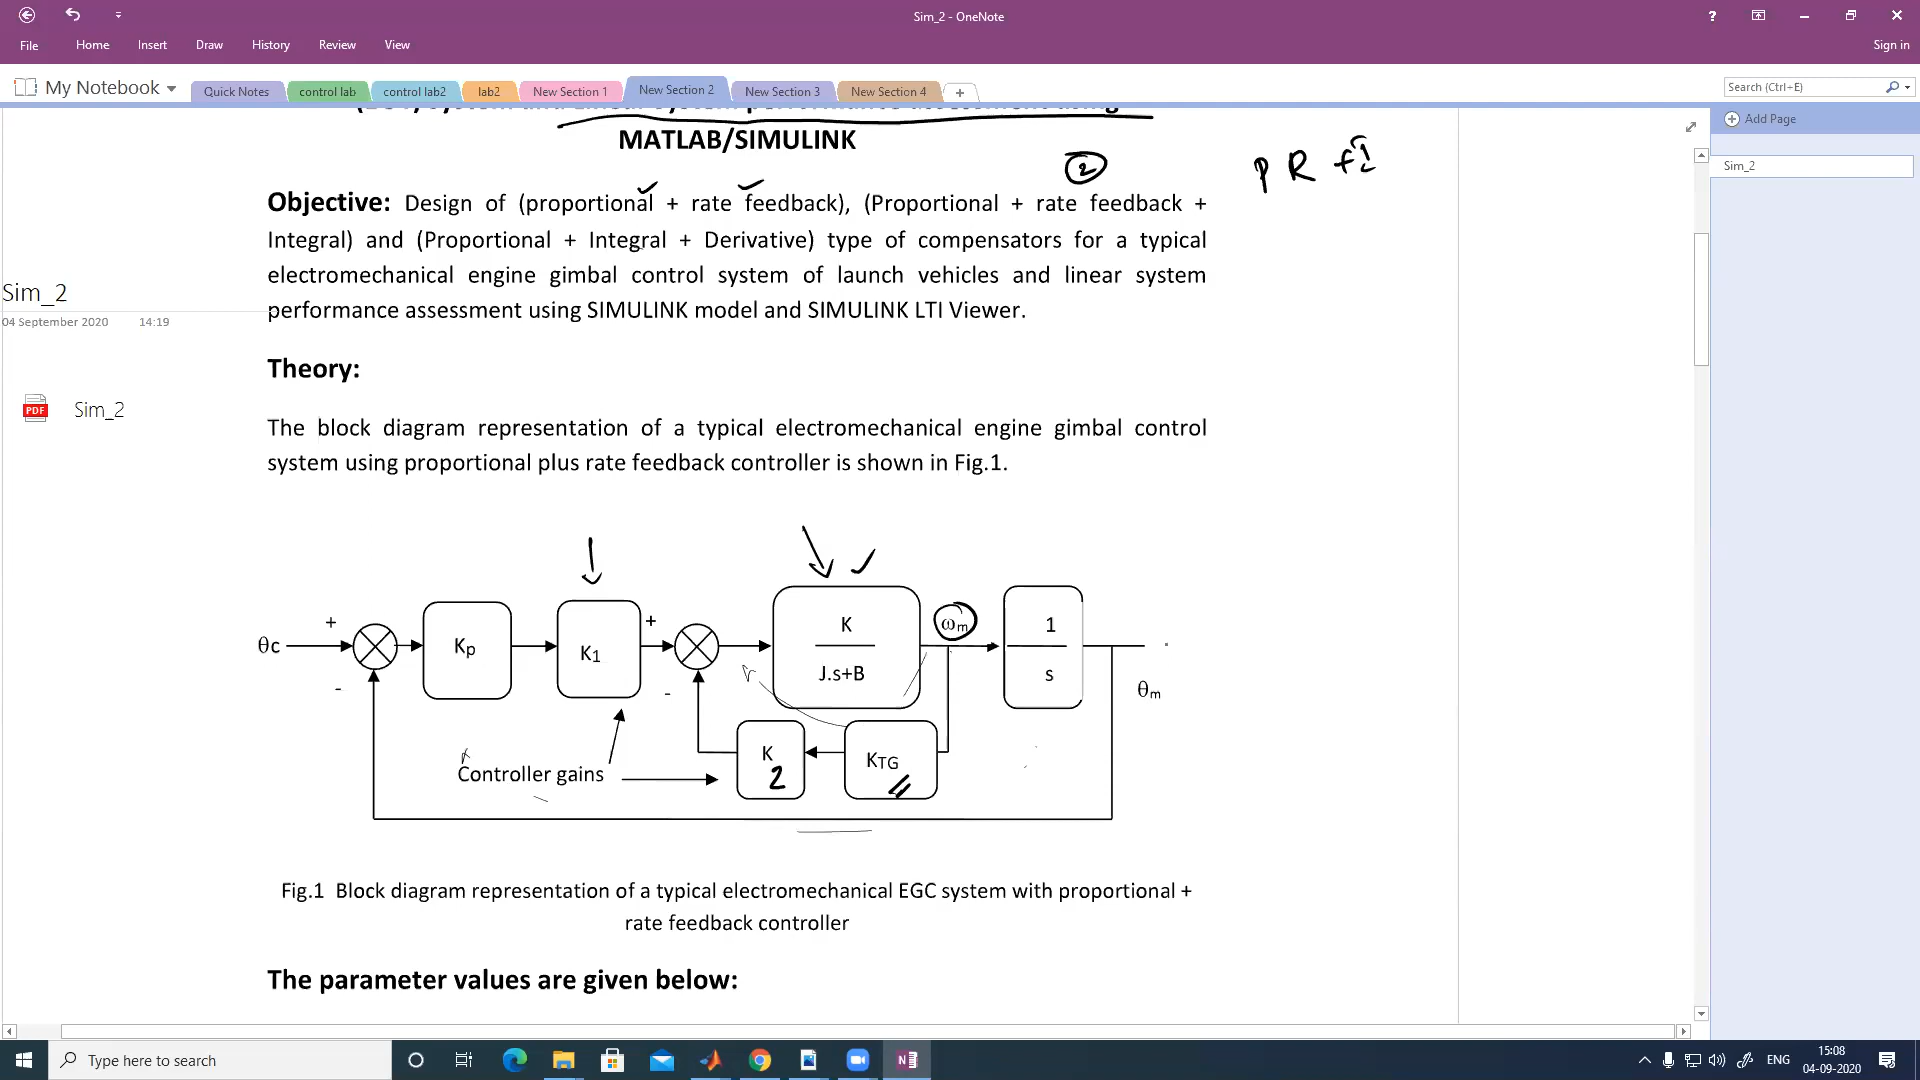 Sim_2 - OneNote
?
File Home Insert Draw History Review View
Sign in
My Notebook
Quick Notes control lab control lab2 lab2 New Section 1 New Section 2 New Section 3 New Section 4 +
Search (Ctrl+E)
Add Page
Sim_2
MATLAB/SIMULINK
2
P R f
Objective: Design of (proportional + rate feedback), (Proportional + rate feedback +
Integral) and (Proportional + Integral + Derivative) type of compensators for a typical
electromechanical engine gimbal control system of launch vehicles and linear system
performance assessment using SIMULINK model and SIMULINK LTI Viewer.
Sim_2
04 September 2020 14:19
Theory:
PDF Sim_2
The block diagram representation of a typical electromechanical engine gimbal control
system using proportional plus rate feedback controller is shown in Fig.1.
θc + - Kp K1 + - K J.s+B ωm 1 s θm
K 2 KTG
Controller gains
Fig.1 Block diagram representation of a typical electromechanical EGC system with proportional +
rate feedback controller
The parameter values are given below:
Type here to search
ENG
15:08
04-09-2020